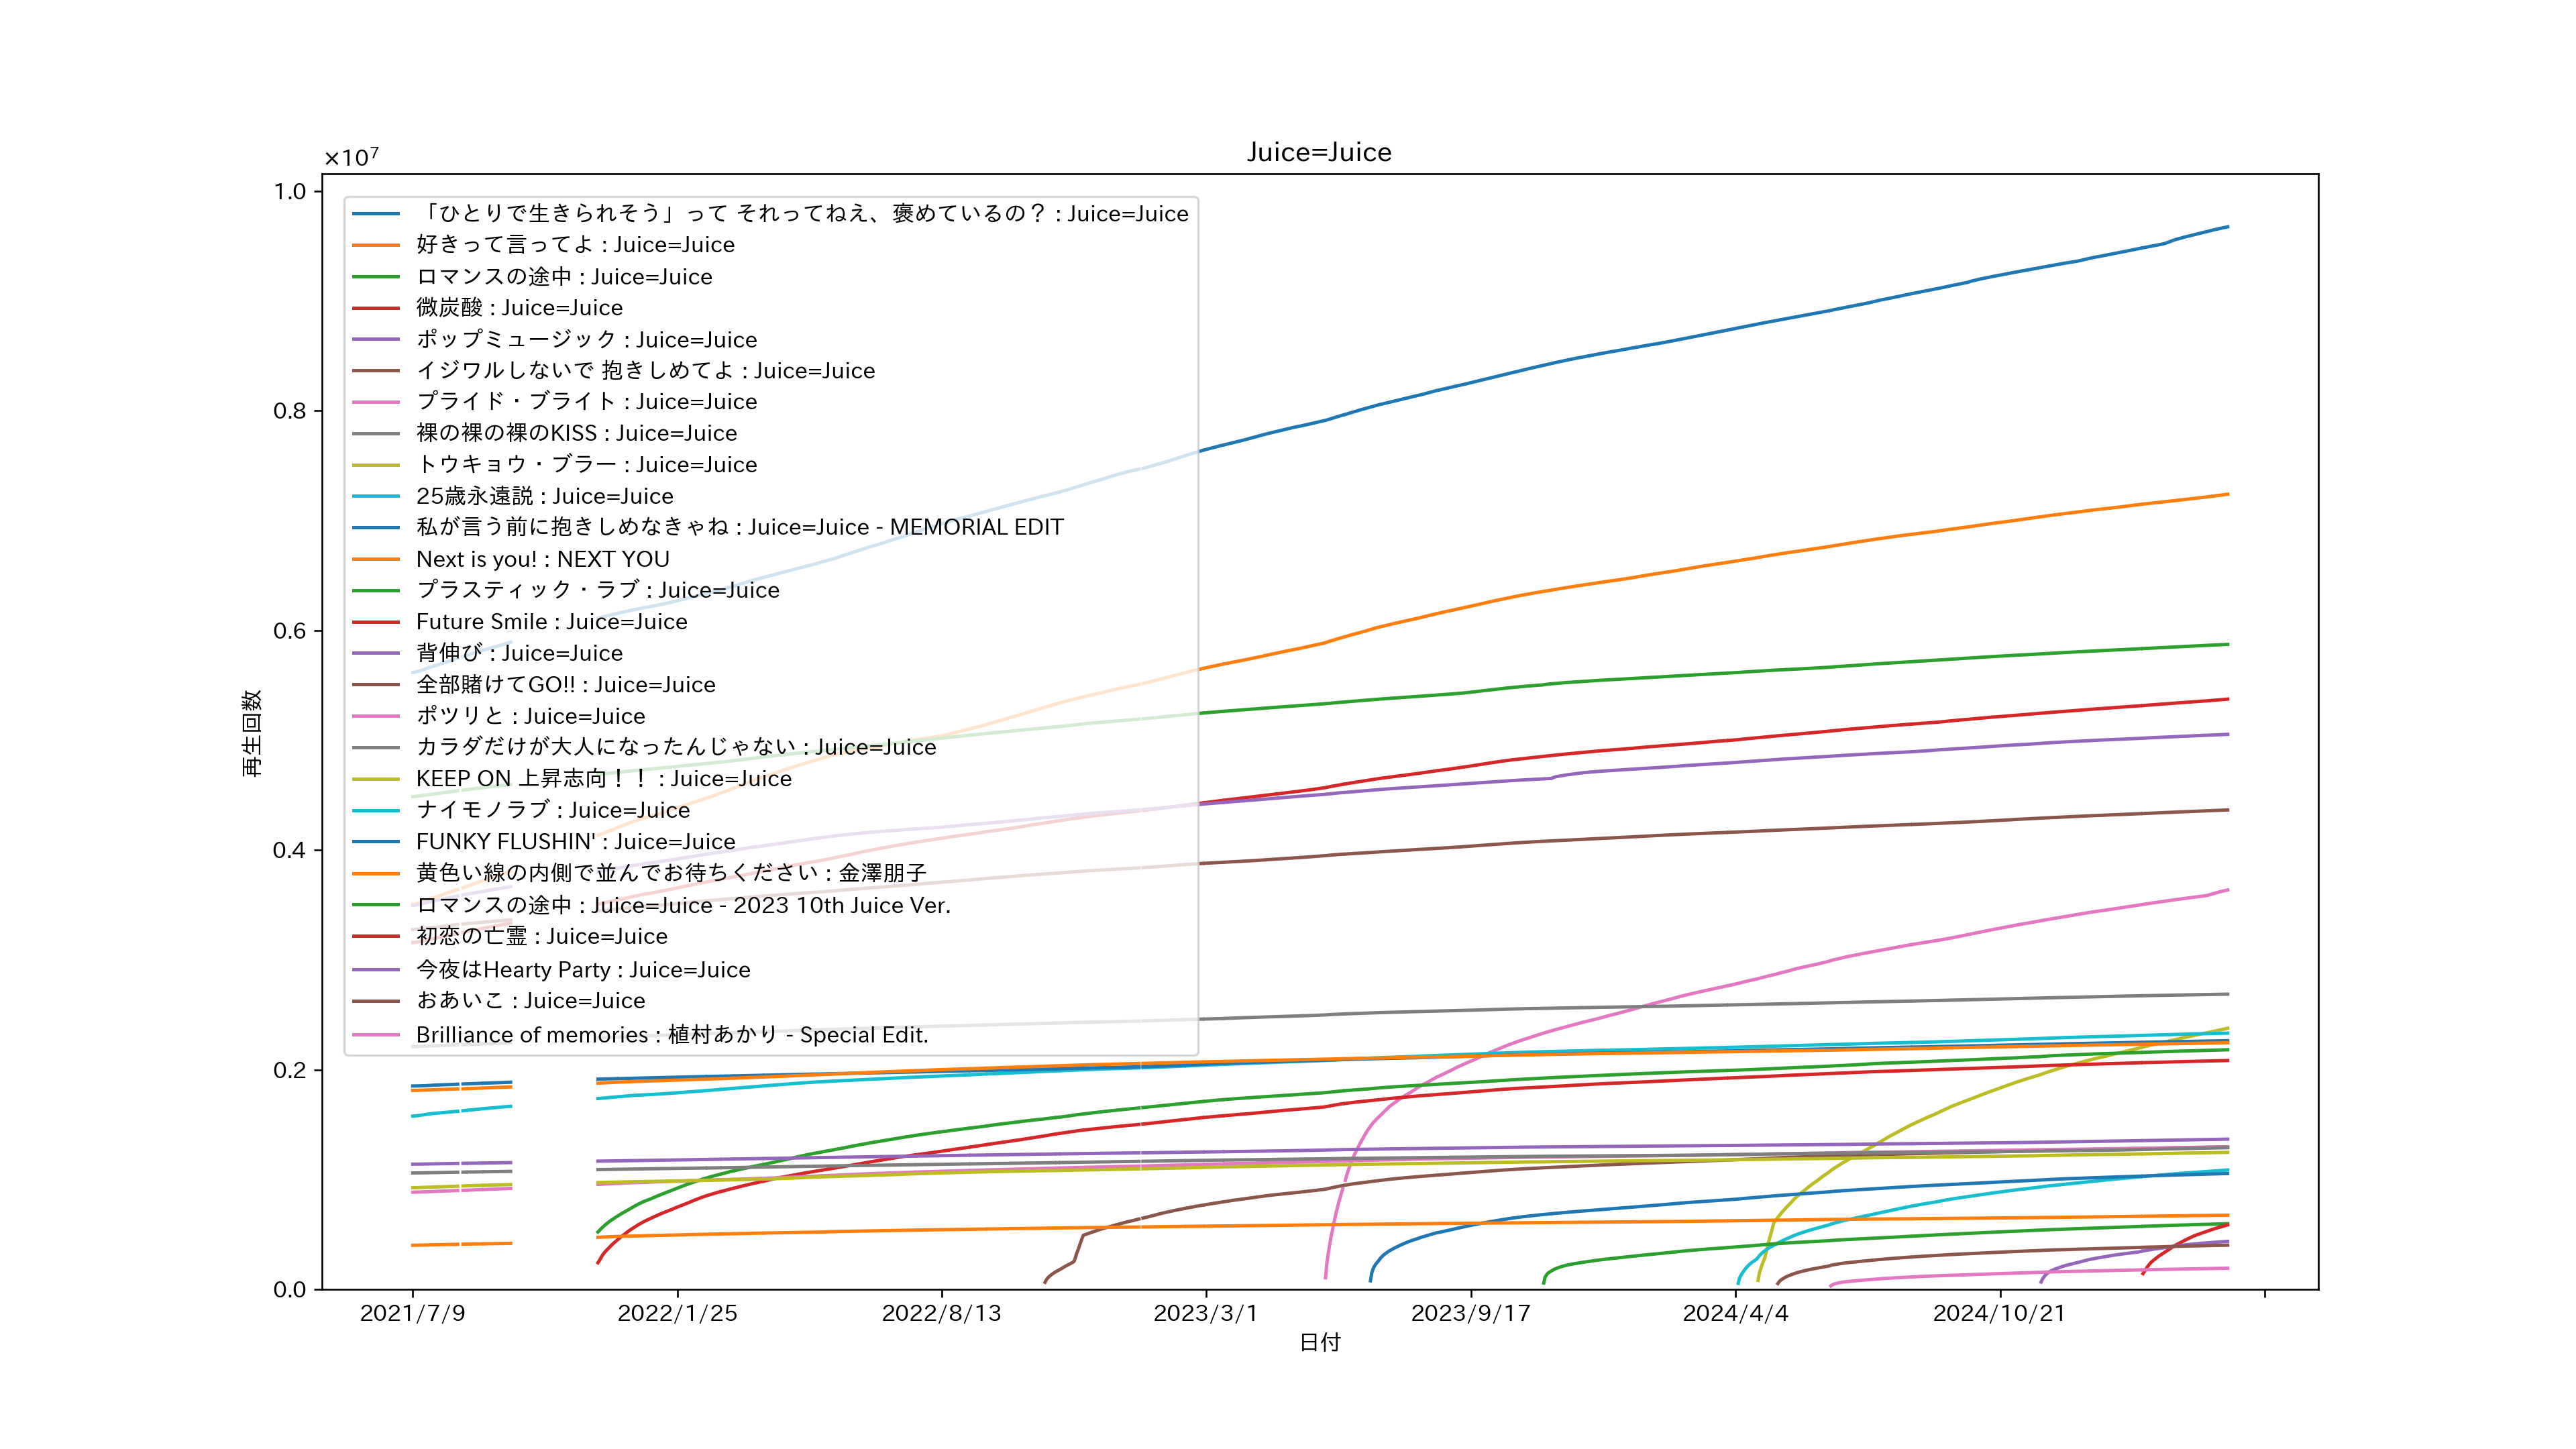 Juice=Juice
×10⁷
1.0
0.8
0.6
0.4
0.2
0.0
再生回数
「ひとりで生きられそう」って それってねえ、褒めているの？ : Juice=Juice
好きって言ってよ : Juice=Juice
ロマンスの途中 : Juice=Juice
微炭酸 : Juice=Juice
ポップミュージック : Juice=Juice
イジワルしないで 抱きしめてよ : Juice=Juice
プライド・ブライト : Juice=Juice
裸の裸の裸のKISS : Juice=Juice
トウキョウ・ブラー : Juice=Juice
25歳永遠説 : Juice=Juice
私が言う前に抱きしめなきゃね : Juice=Juice - MEMORIAL EDIT
Next is you! : NEXT YOU
プラスティック・ラブ : Juice=Juice
Future Smile : Juice=Juice
背伸び : Juice=Juice
全部賭けてGO!! : Juice=Juice
ポツリと : Juice=Juice
カラダだけが大人になったんじゃない : Juice=Juice
KEEP ON 上昇志向！！ : Juice=Juice
ナイモノラブ : Juice=Juice
FUNKY FLUSHIN' : Juice=Juice
黄色い線の内側で並んでお待ちください : 金澤朋子
ロマンスの途中 : Juice=Juice - 2023 10th Juice Ver.
初恋の亡霊 : Juice=Juice
今夜はHearty Party : Juice=Juice
おあいこ : Juice=Juice
Brilliance of memories : 植村あかり - Special Edit.
2021/7/9 2022/1/25 2022/8/13 2023/3/1 2023/9/17 2024/4/4 2024/10/21
日付